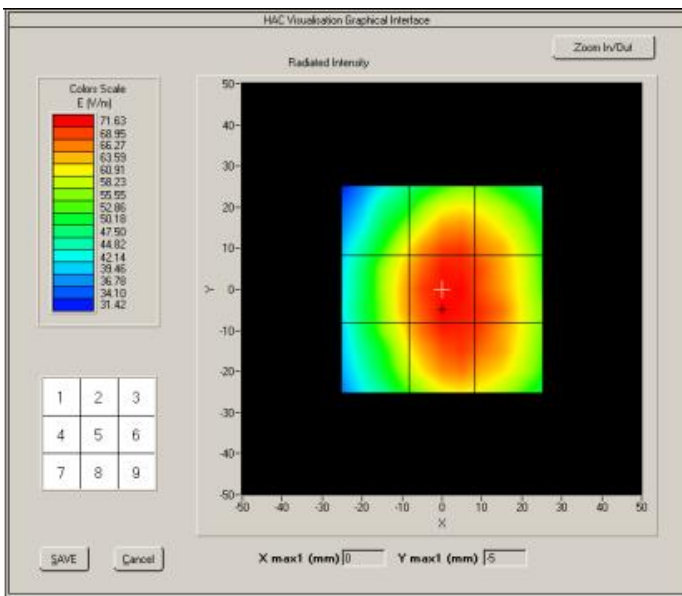 HAC Visualisation Graphical Interface
Zoom In/Out
Radiated Intensity
Colors Scale
E (V/m)
71.63
68.95
66.27
63.59
60.91
58.23
55.55
52.86
50.18
47.50
44.82
42.14
39.46
36.78
34.10
31.42
50
40
30
20
10
0
-10
-20
-30
-40
-50
Y
-50 -40 -30 -20 -10 0 10 20 30 40 50
X
1 2 3
4 5 6
7 8 9
SAVE Cancel X max1 (mm) 0 Y max1 (mm) -5